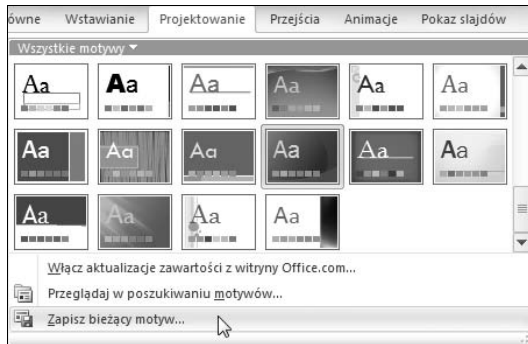 ówne Wstawianie Projektowanie Przejścia Animacje Pokaz slajdów
Wszystkie motywy
Aa Aa Aa Aa Aa Aa
Aa Aa Aa Aa Aa Aa
Aa Aa Aa Aa
Włącz aktualizacje zawartości z witryny Office.com...
Przeglądaj w poszukiwaniu motywów...
Zapisz bieżący motyw...